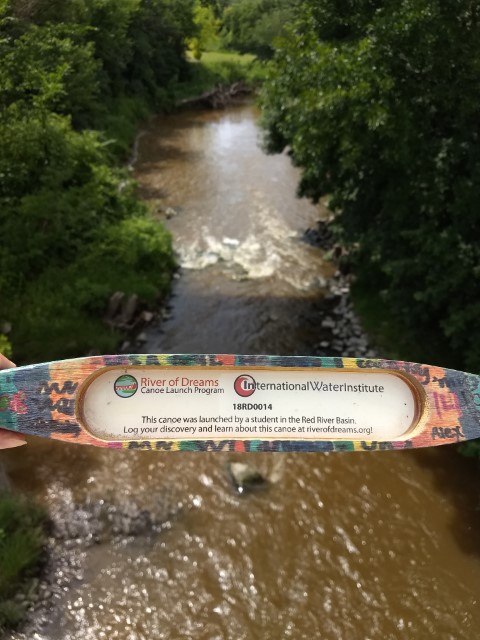 River of Dreams
Canoe Launch Program
InternationalWaterInstitute
18RD0014
This canoe was launched by a student in the Red River Basin.
Log your discovery and learn about this canoe at riverofdreams.org!
Alex